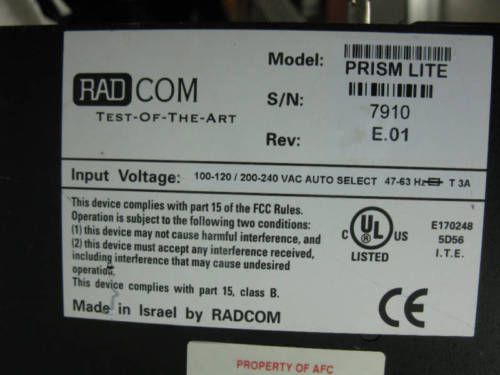 RADCOM
TEST-OF-THE-ART
Model: PRISM LITE
S/N: 7910
Rev: E.01
Input Voltage: 100-120 / 200-240 VAC AUTO SELECT 47-63 Hz T 3A
This device complies with part 15 of the FCC Rules.
Operation is subject to the following two conditions:
(1) this device may not cause harmful interference, and
(2) this device must accept any interference received,
including interference that may cause undesired
operation.
This device complies with part 15, class B.
Made in Israel by RADCOM
C UL US
LISTED
E170248
5D56
I.T.E.
CE
PROPERTY OF AFC